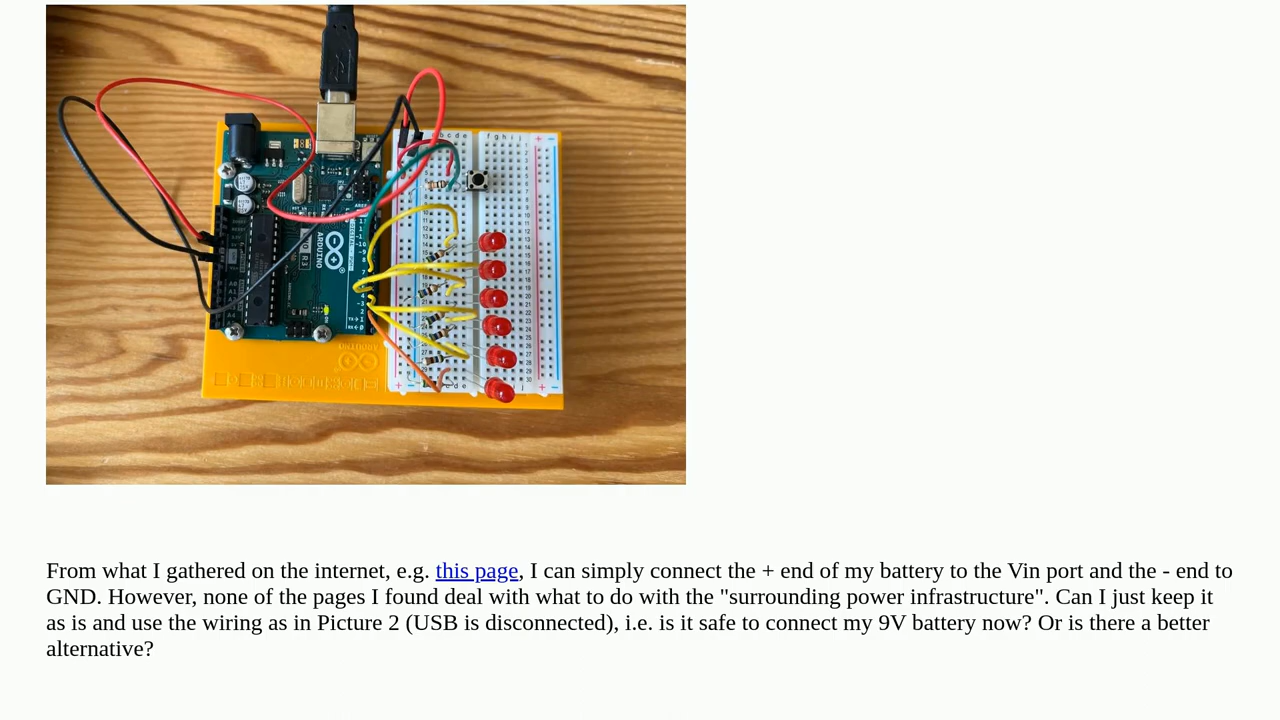 ARDUINO
From what I gathered on the internet, e.g. this page, I can simply connect the + end of my battery to the Vin port and the - end to
GND. However, none of the pages I found deal with what to do with the "surrounding power infrastructure". Can I just keep it
as is and use the wiring as in Picture 2 (USB is disconnected), i.e. is it safe to connect my 9V battery now? Or is there a better
alternative?